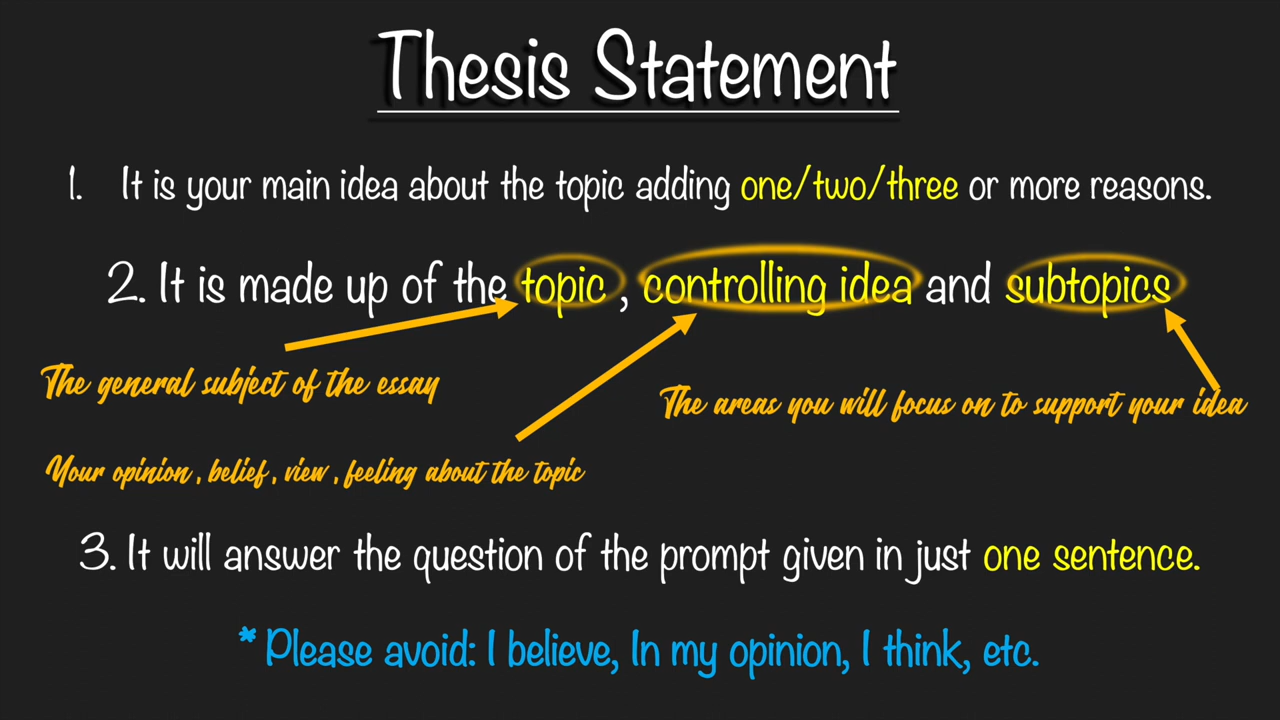 Thesis Statement
1. It is your main idea about the topic adding one/two/three or more reasons.
2. It is made up of the topic , controlling idea and subtopics
The general subject of the essay
The areas you will focus on to support your idea
Your opinion , belief , view , feeling about the topic
3. It will answer the question of the prompt given in just one sentence.
* Please avoid: I believe, In my opinion, I think, etc.